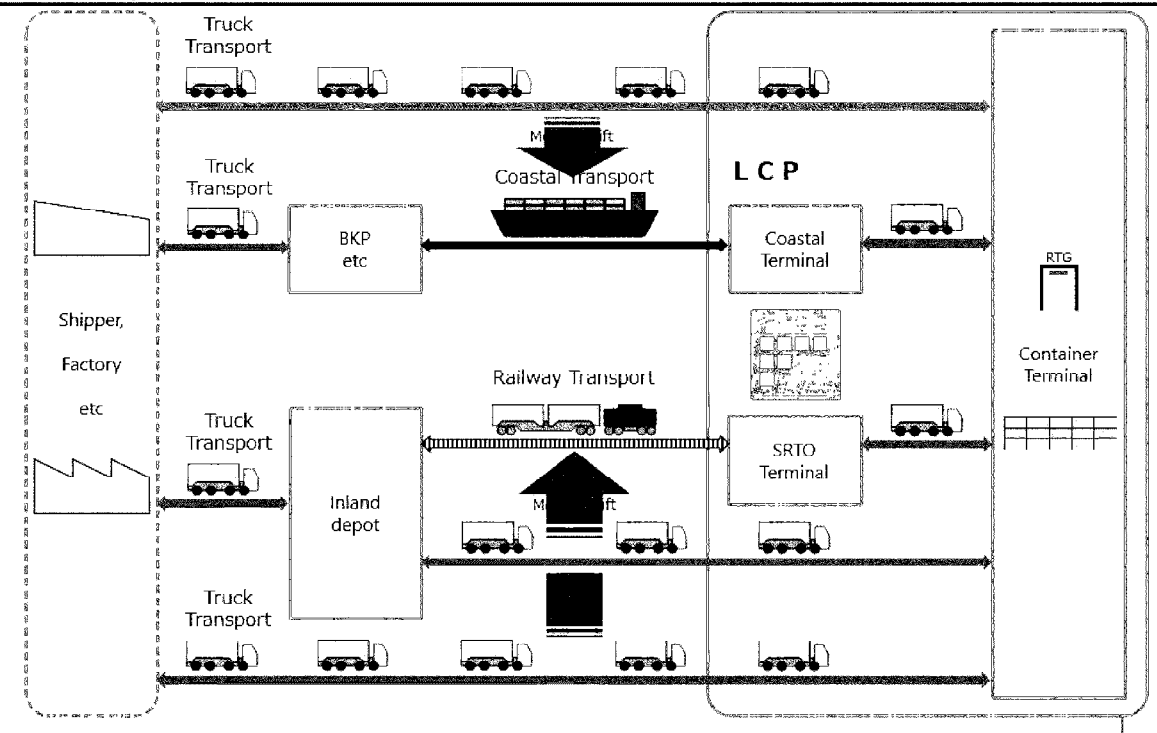 Truck
Transport
Truck
Transport
Coastal Transport
L C P
BKP
etc
Coastal
Terminal
RTG
Shipper,
Factory
etc
Container
Terminal
Railway Transport
Truck
Transport
SRTO
Terminal
Inland
depot
Truck
Transport